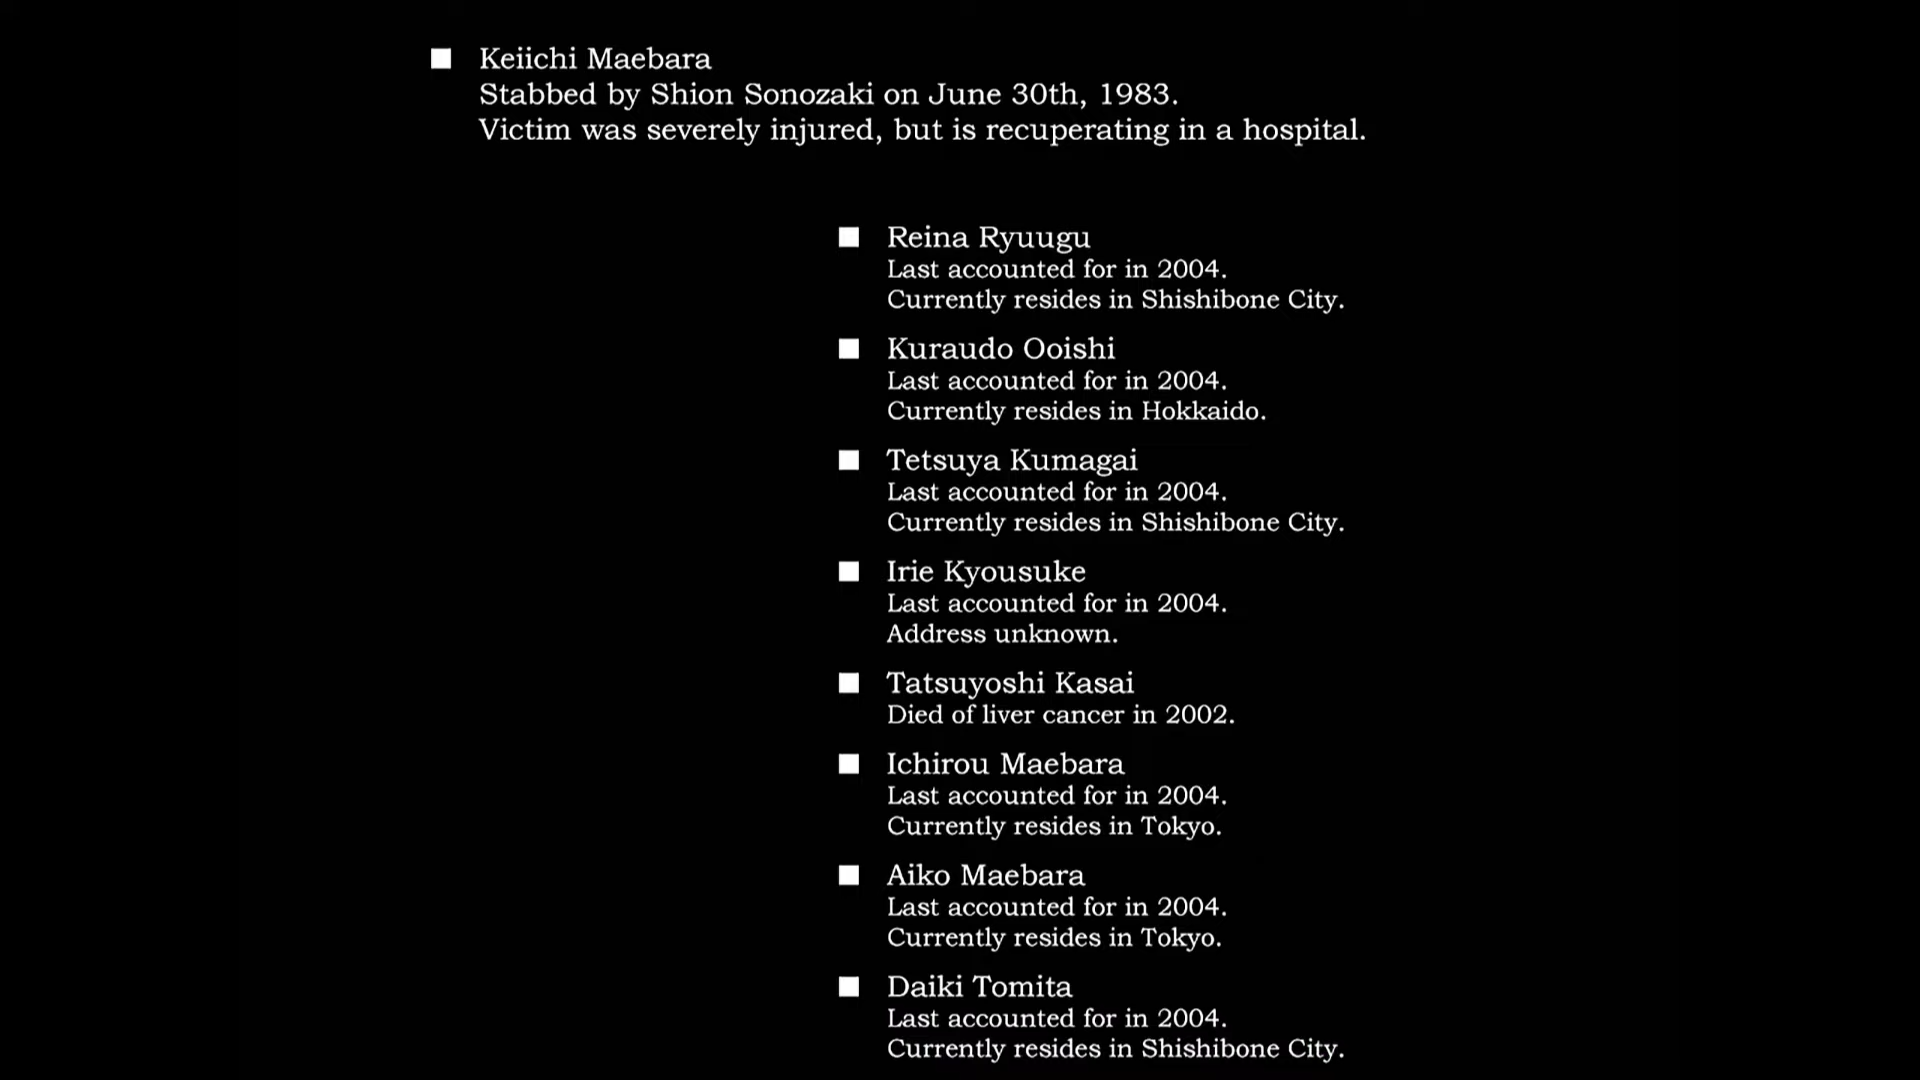 Keiichi Maebara
Stabbed by Shion Sonozaki on June 30th, 1983.
Victim was severely injured, but is recuperating in a hospital.
Reina Ryuugu
Last accounted for in 2004.
Currently resides in Shishibone City.
Kuraudo Ooishi
Last accounted for in 2004.
Currently resides in Hokkaido.
Tetsuya Kumagai
Last accounted for in 2004.
Currently resides in Shishibone City.
Irie Kyousuke
Last accounted for in 2004.
Address unknown.
Tatsuyoshi Kasai
Died of liver cancer in 2002.
Ichirou Maebara
Last accounted for in 2004.
Currently resides in Tokyo.
Aiko Maebara
Last accounted for in 2004.
Currently resides in Tokyo.
Daiki Tomita
Last accounted for in 2004.
Currently resides in Shishibone City.